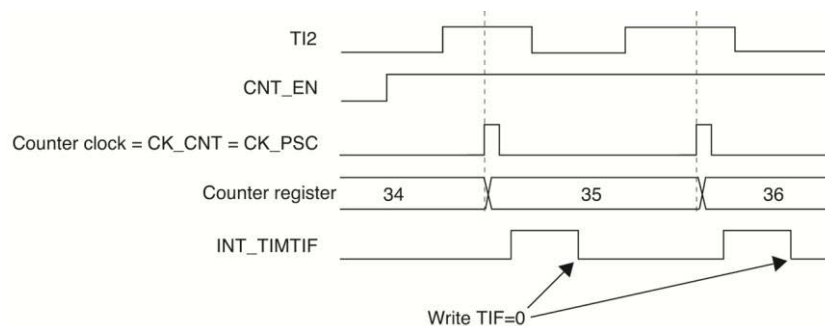 TI2
CNT_EN
Counter clock = CK_CNT = CK_PSC
Counter register 34 35 36
INT_TIMTIF
Write TIF=0